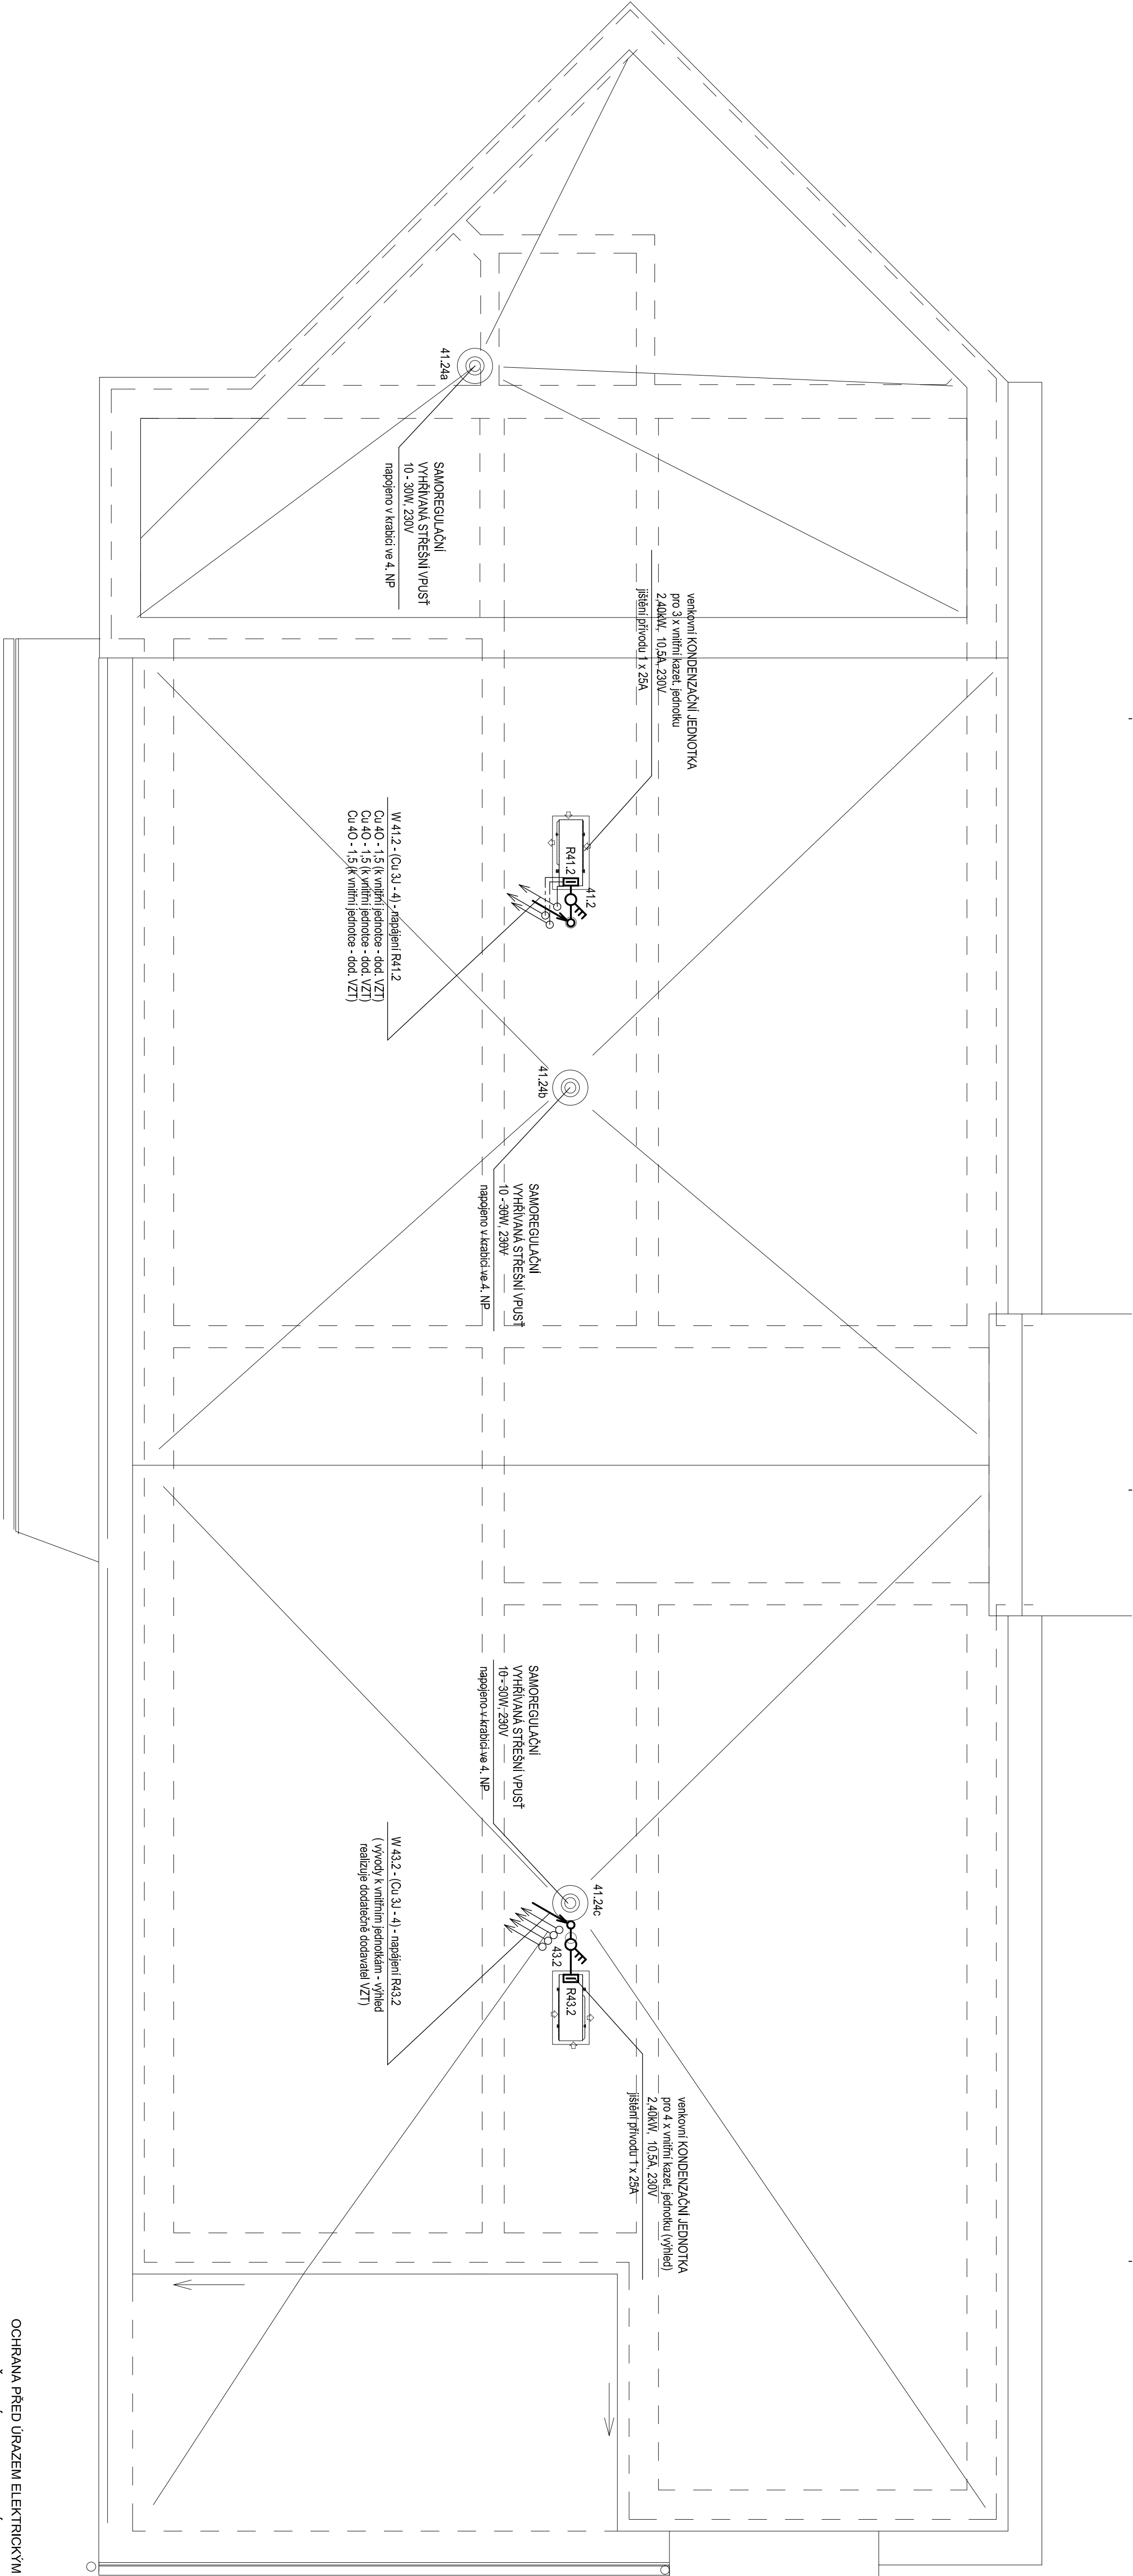 41.24a
SAMOREGULAČNÍ
VYHŘÍVANÁ STŘEŠNÍ VPUSŤ
10 - 30W, 230V
napojeno v krabici ve 4. NP
venkovní KONDENZAČNÍ JEDNOTKA
pro 3 x vnitřní kazet. jednotku
2,40kW, 10,5A, 230V
jištění přívodu 1 x 25A
R41.2
41.2
W 41.2 - (Cu 3J - 4) - napájení R41.2
Cu 4O - 1,5 (k vnitřní jednotce - dod. VZT)
Cu 4O - 1,5 (k vnitřní jednotce - dod. VZT)
Cu 4O - 1,5 (k vnitřní jednotce - dod. VZT)
41.24b
SAMOREGULAČNÍ
VYHŘÍVANÁ STŘEŠNÍ VPUSŤ
10 - 30W, 230V
napojeno v krabici ve 4. NP
SAMOREGULAČNÍ
VYHŘÍVANÁ STŘEŠNÍ VPUSŤ
10 - 30W, 230V
napojeno v krabici ve 4. NP
41.24c
43.2
R43.2
W 43.2 - (Cu 3J - 4) - napájení R43.2
( vývody k vnitřním jednotkám - výhled
realizuje dodatečně dodavatel VZT)
venkovní KONDENZAČNÍ JEDNOTKA
pro 4 x vnitřní kazet. jednotku (výhled)
2,40kW, 10,5A, 230V
jištění přívodu 1 x 25A
OCHRANA PŘED ÚRAZEM ELEKTRICKÝM